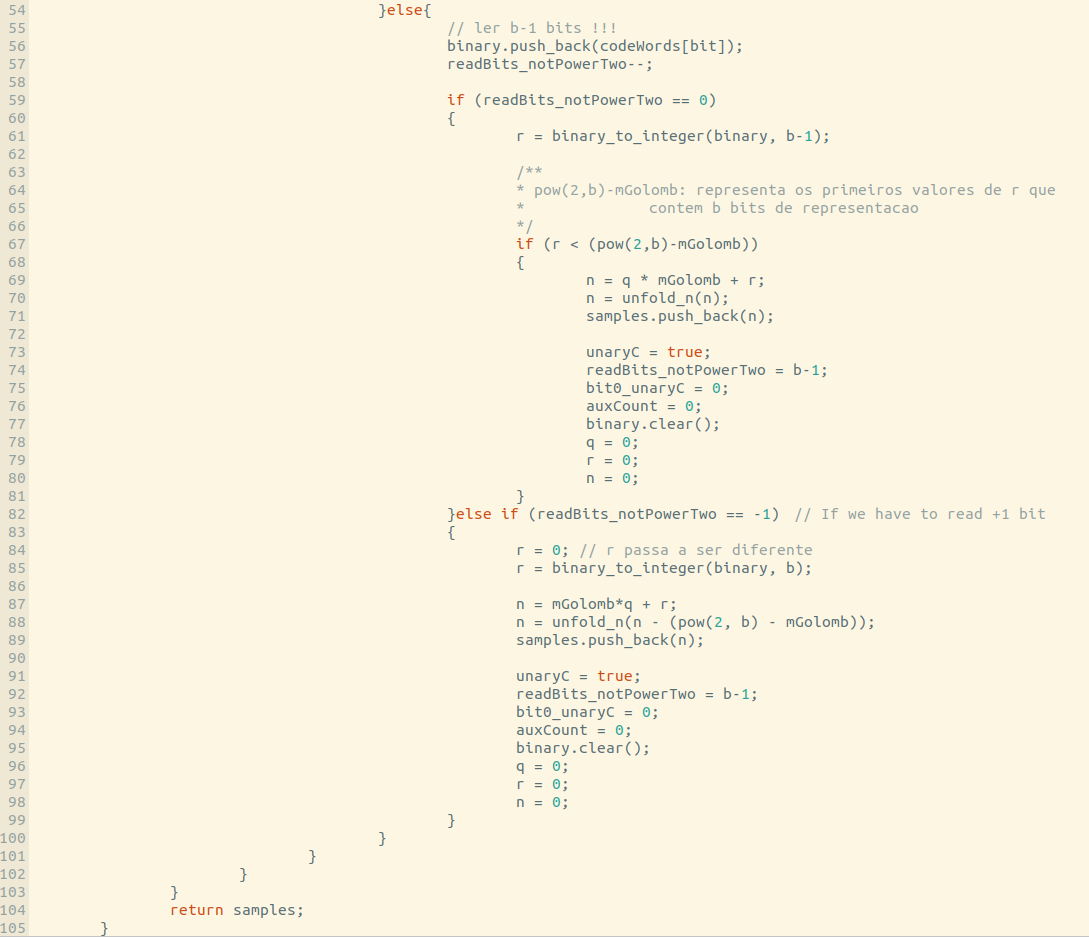 54 }else{
55 // ler b-1 bits !!!
56 binary.push_back(codeWords[bit]);
57 readBits_notPowerTwo--;
58
59 if (readBits_notPowerTwo == 0)
60 {
61 r = binary_to_integer(binary, b-1);
62
63 /**
64 * pow(2,b)-mGolomb: representa os primeiros valores de r que
65 * contem b bits de representacao
66 */
67 if (r < (pow(2,b)-mGolomb))
68 {
69 n = q * mGolomb + r;
70 n = unfold_n(n);
71 samples.push_back(n);
72
73 unaryC = true;
74 readBits_notPowerTwo = b-1;
75 bit0_unaryC = 0;
76 auxCount = 0;
77 binary.clear();
78 q = 0;
79 r = 0;
80 n = 0;
81 }
82 }else if (readBits_notPowerTwo == -1) // If we have to read +1 bit
83 {
84 r = 0; // r passa a ser diferente
85 r = binary_to_integer(binary, b);
86
87 n = mGolomb*q + r;
88 n = unfold_n(n - (pow(2, b) - mGolomb));
89 samples.push_back(n);
90
91 unaryC = true;
92 readBits_notPowerTwo = b-1;
93 bit0_unaryC = 0;
94 auxCount = 0;
95 binary.clear();
96 q = 0;
97 r = 0;
98 n = 0;
99 }
100 }
101 }
102 }
103 }
104 return samples;
105 }